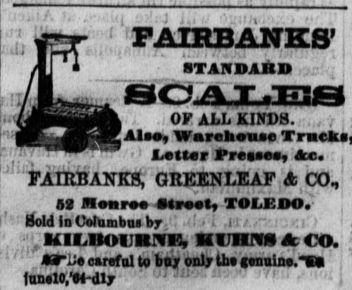 FAIRBANKS'
STANDARD
SCALES
OF ALL KINDS.
Also, Warehouse Trucks,
Letter Presses, &c.
FAIRBANKS, GREENLEAF & CO.,
52 Monroe Street, TOLEDO.
Sold in Columbus by
KILBOURNE, KUHNS & CO.
☞Be careful to buy only the genuine.☜
june10,'64-d1y